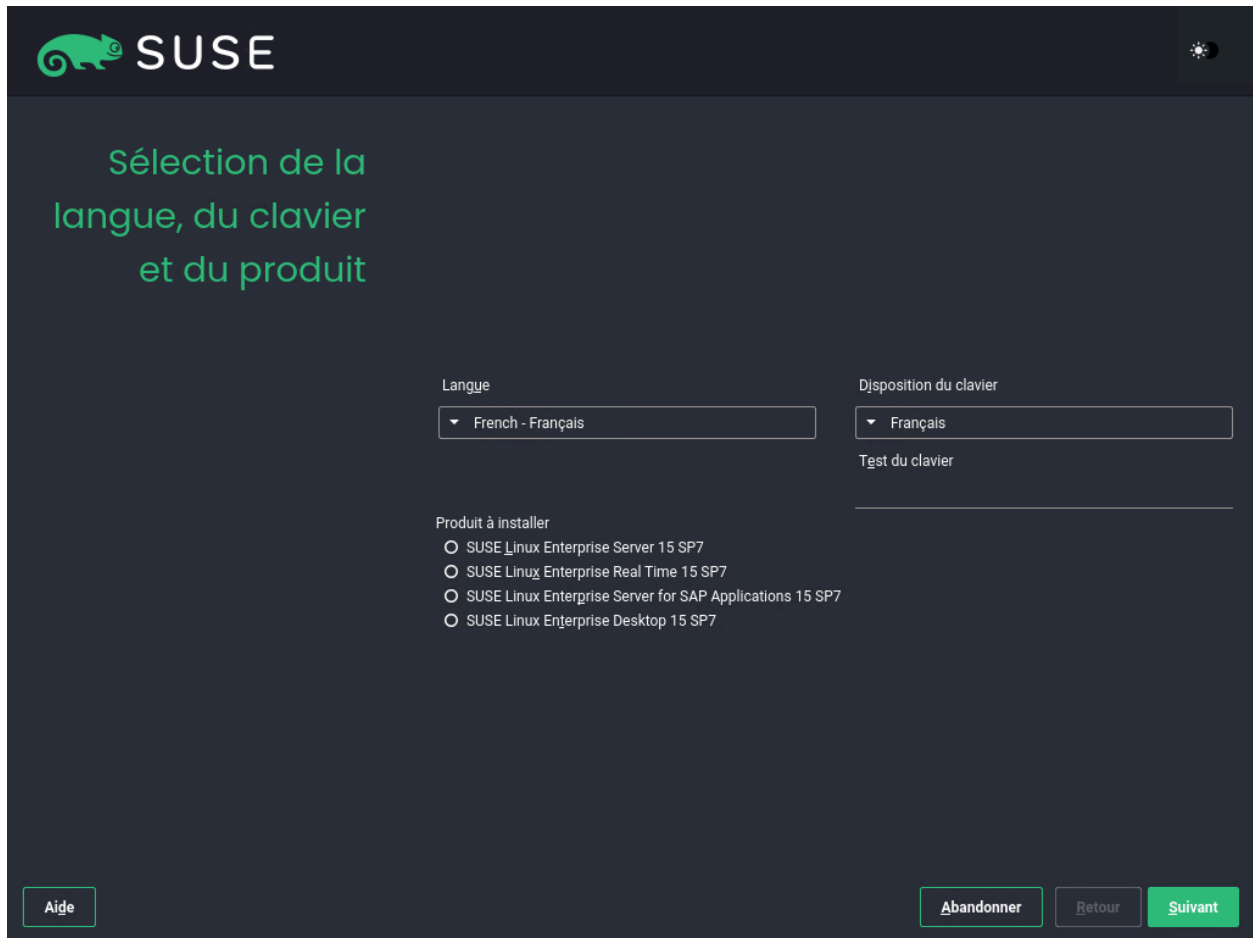 SUSE
Sélection de la
langue, du clavier
et du produit
Langue
Disposition du clavier
French - Français
Français
Test du clavier
Produit à installer
SUSE Linux Enterprise Server 15 SP7
SUSE Linux Enterprise Real Time 15 SP7
SUSE Linux Enterprise Server for SAP Applications 15 SP7
SUSE Linux Enterprise Desktop 15 SP7
Aide
Abandonner
Retour
Suivant